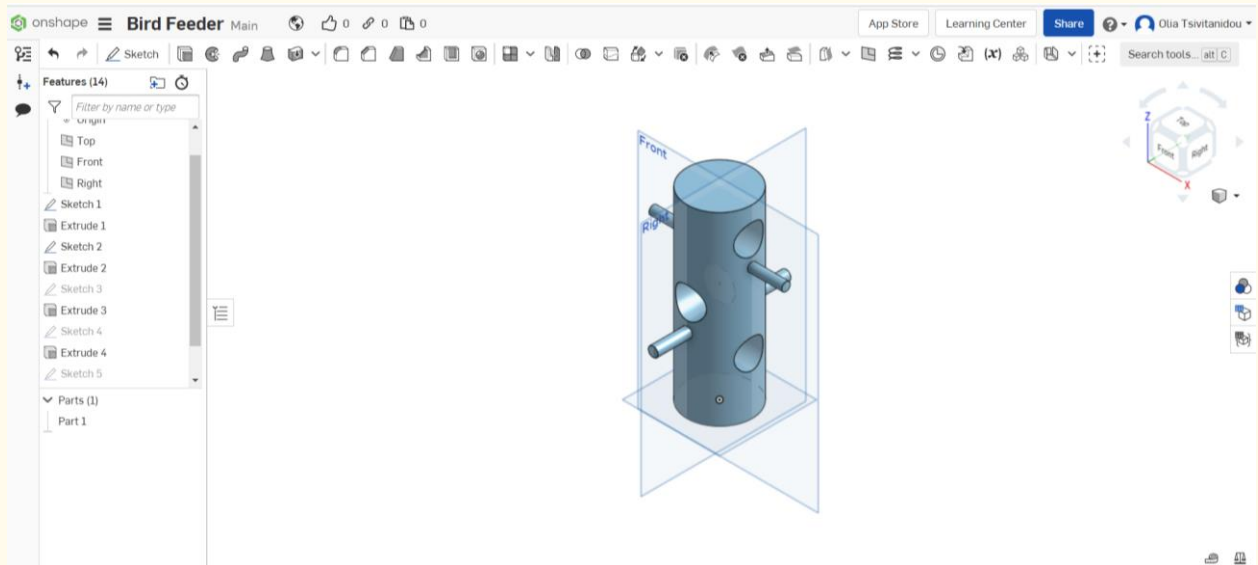 onshape Bird Feeder Main 0 0 0 App Store Learning Center Share Olia Tsivitanidou
Sketch (x) Search tools... alt C
Features (14)
Filter by name or type
Origin
Top
Front
Right
Sketch 1
Extrude 1
Sketch 2
Extrude 2
Sketch 3
Extrude 3
Sketch 4
Extrude 4
Sketch 5
Parts (1)
Part 1
Front
Right
Z
Top
Front Right
X